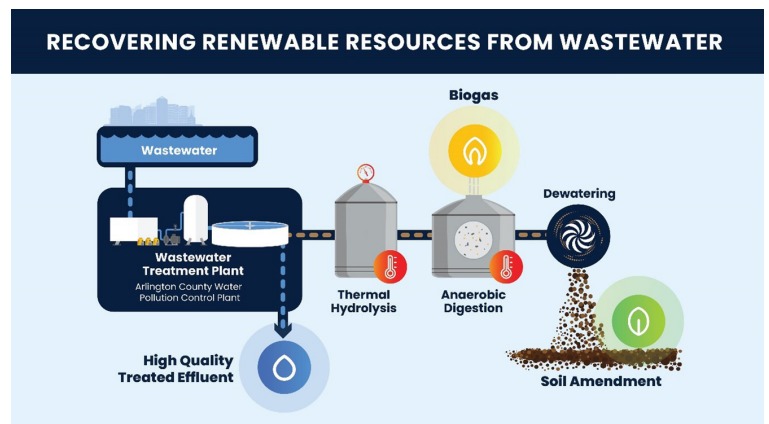 RECOVERING RENEWABLE RESOURCES FROM WASTEWATER
Biogas
Wastewater
Dewatering
Wastewater
Treatment Plant
Arlington County Water
Pollution Control Plant
Thermal
Hydrolysis
Anaerobic
Digestion
High Quality
Treated Effluent
Soil Amendment